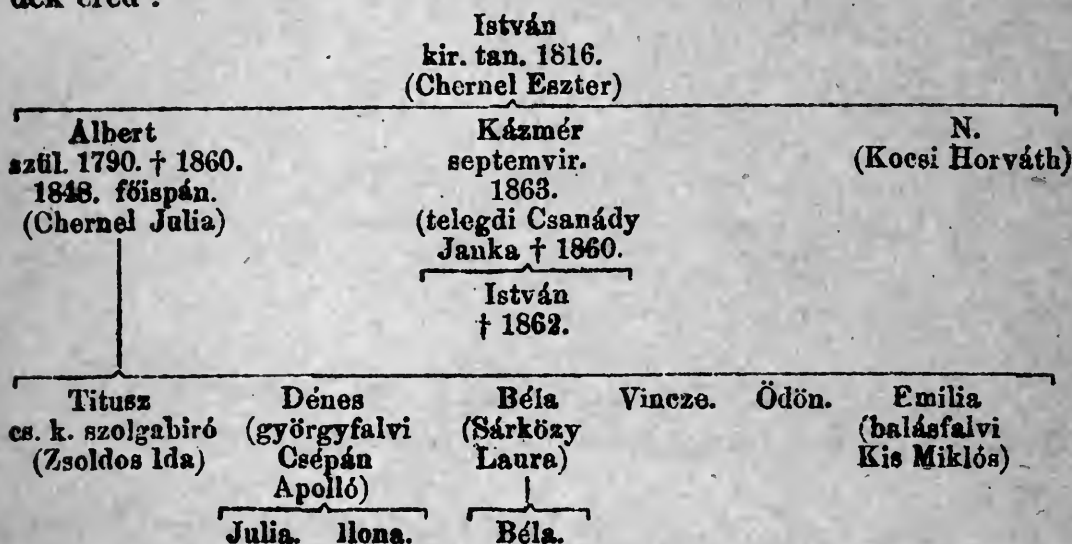 István
kir. tan. 1816.
(Chernel Eszter)
Albert Kázmér N.
szül. 1790. † 1860. septemvir. (Kocsi Horváth)
1848. főispán. 1863.
(Chernel Julia) (telegdi Csanády
Janka † 1860.
István
† 1862.
Titusz Dénes Béla Vincze. Ödön. Emilia
cs. k. szolgabiró (györgyfalvi (Sárközy (balásfalvi
(Zsoldos Ida) Csépán Laura) Kis Miklós)
Apolló)
Julia. Ilona. Béla.